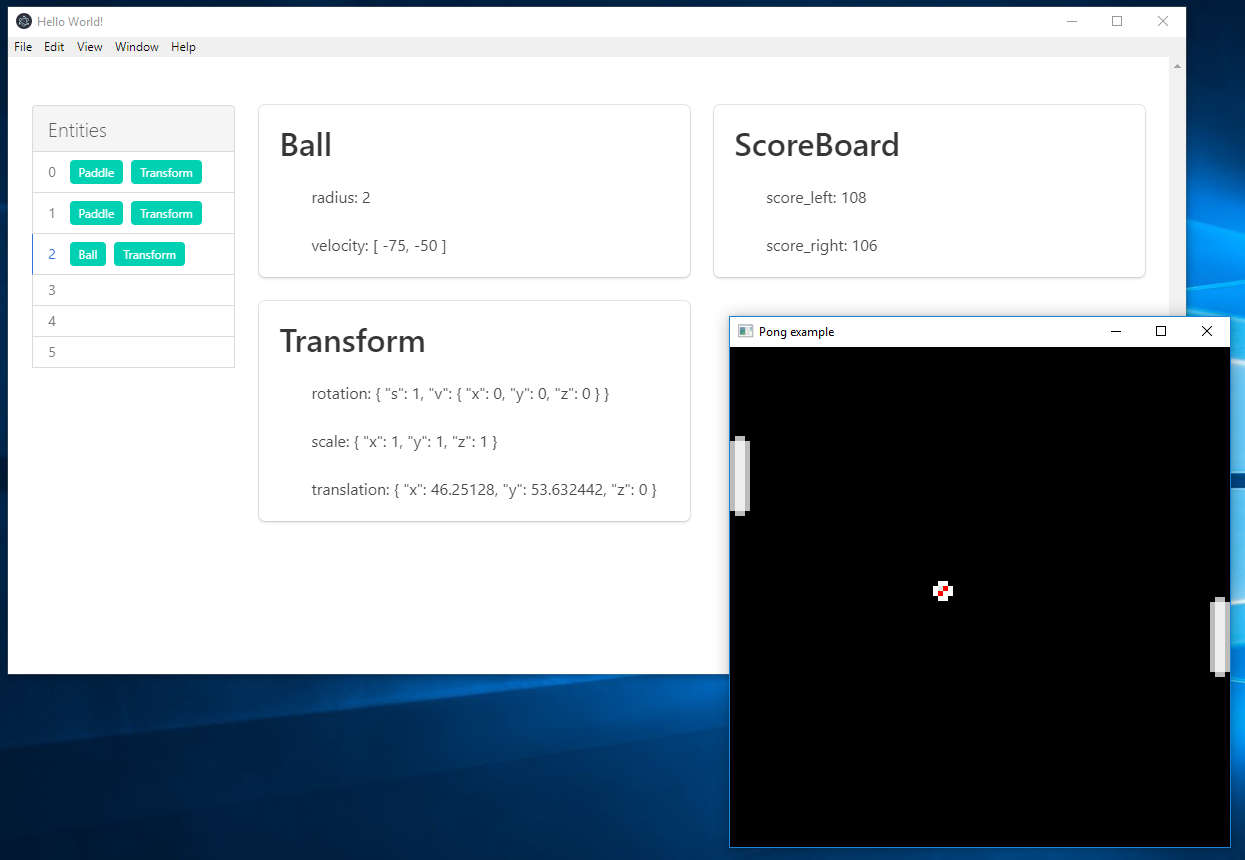 Hello World!
File Edit View Window Help
Entities
0 Paddle Transform
1 Paddle Transform
2 Ball Transform
3
4
5
Ball
radius: 2
velocity: [ -75, -50 ]
ScoreBoard
score_left: 108
score_right: 106
Transform
rotation: { "s": 1, "v": { "x": 0, "y": 0, "z": 0 } }
scale: { "x": 1, "y": 1, "z": 1 }
translation: { "x": 46.25128, "y": 53.632442, "z": 0 }
Pong example